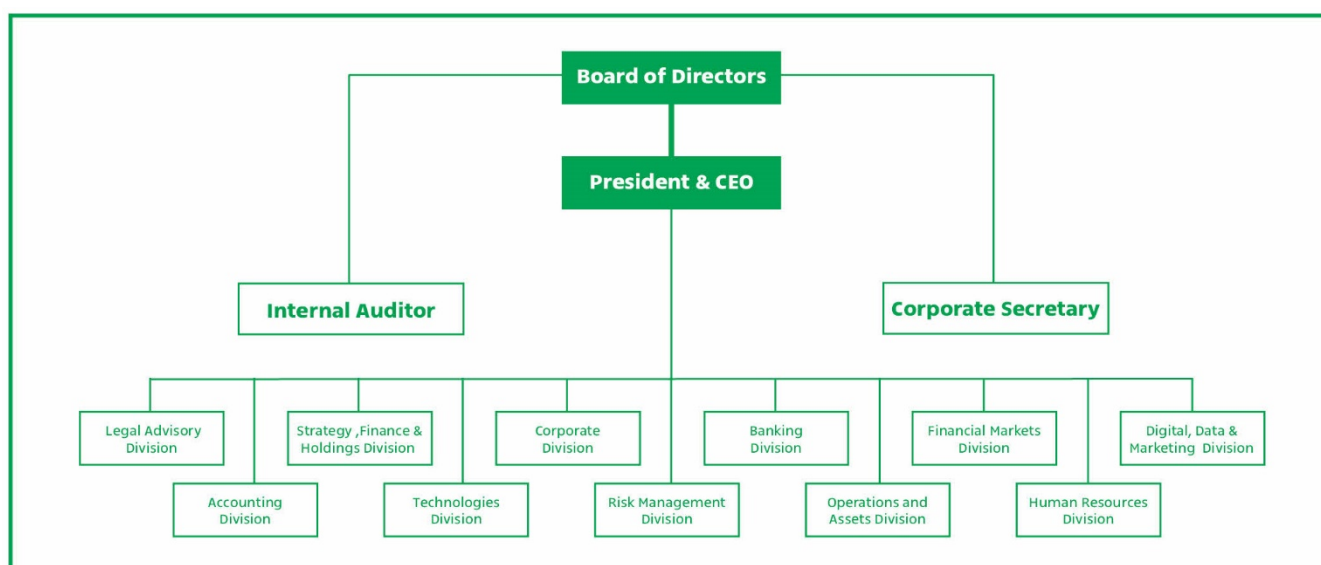 Board of Directors
President & CEO
Internal Auditor
Corporate Secretary
Legal Advisory
Division
Strategy ,Finance &
Holdings Division
Corporate
Division
Banking
Division
Financial Markets
Division
Digital, Data &
Marketing  Division
Accounting
Division
Technologies
Division
Risk Management
Division
Operations and
Assets Division
Human Resources
Division